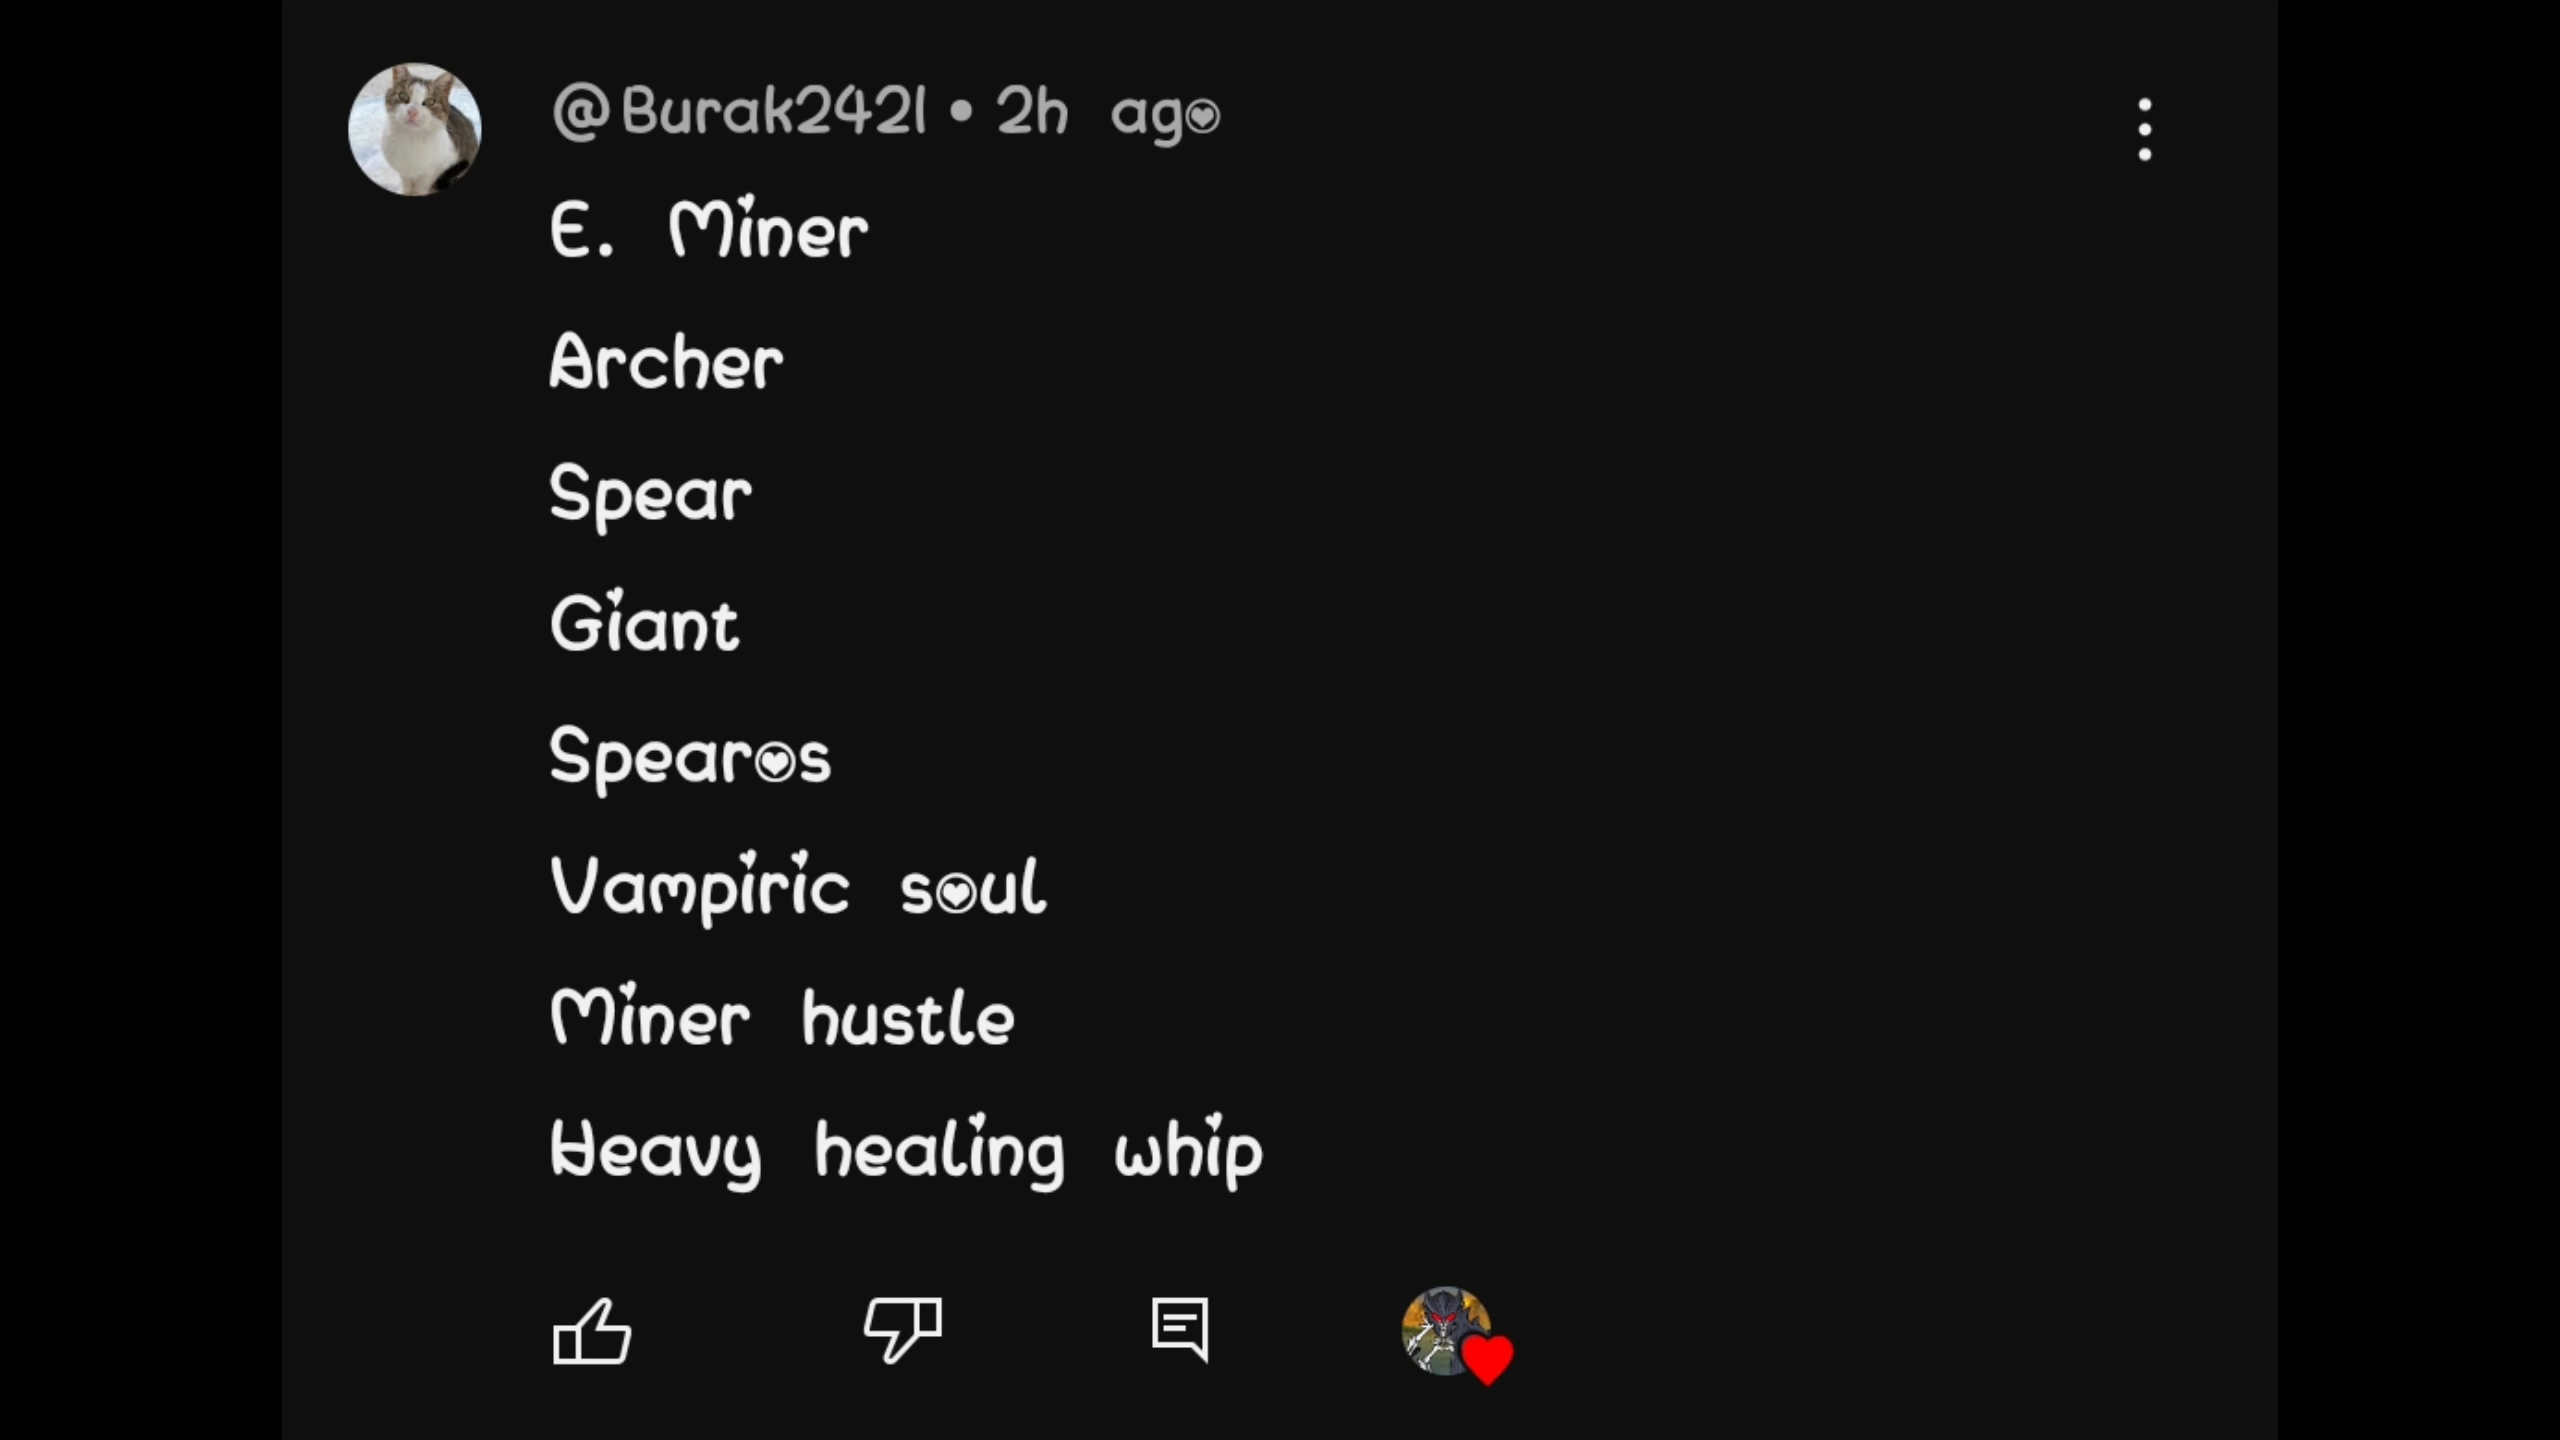 @Burak2421 • 2h ago
E. Miner
Archer
Spear
Giant
Spearos
Vampiric soul
Miner hustle
Heavy healing whip